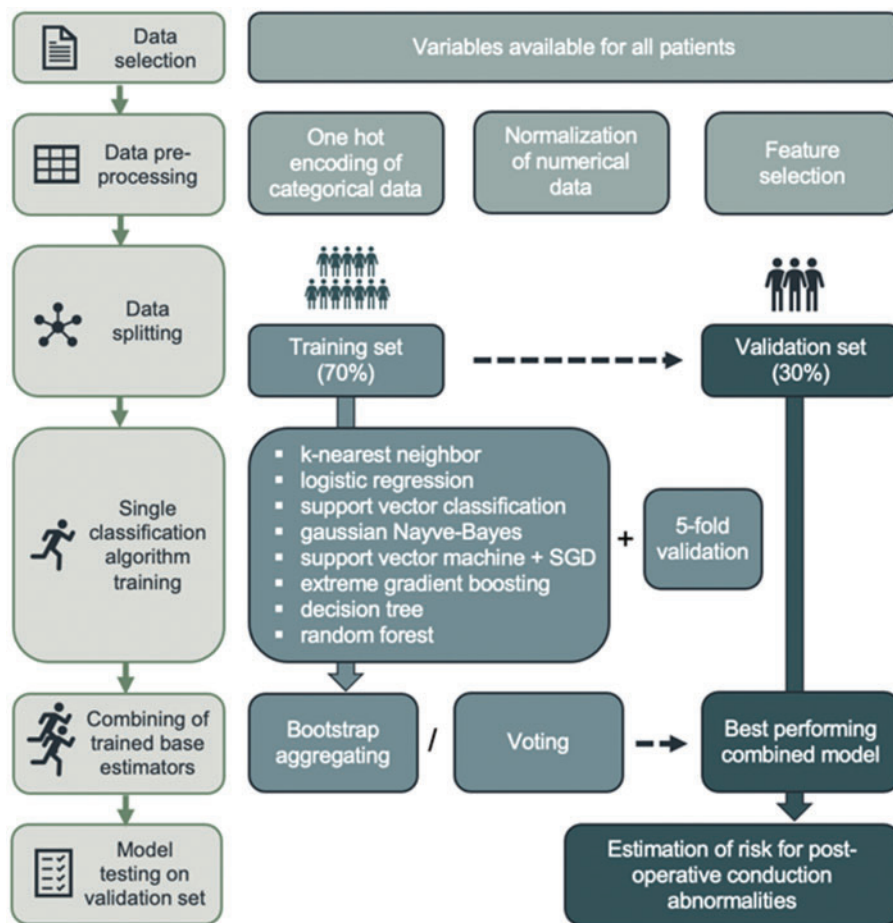 Data
selection
Variables available for all patients
Data pre-
processing
One hot
encoding of
categorical data
Normalization
of numerical
data
Feature
selection
Data
splitting
Training set
(70%)
Validation set
(30%)
Single
classification
algorithm
training
▪ k-nearest neighbor
▪ logistic regression
▪ support vector classification
▪ gaussian Nayve-Bayes
▪ support vector machine + SGD
▪ extreme gradient boosting
▪ decision tree
▪ random forest
+
5-fold
validation
Combining of
trained base
estimators
Bootstrap
aggregating
/
Voting
Best performing
combined model
Model
testing on
validation set
Estimation of risk for post-
operative conduction
abnormalities